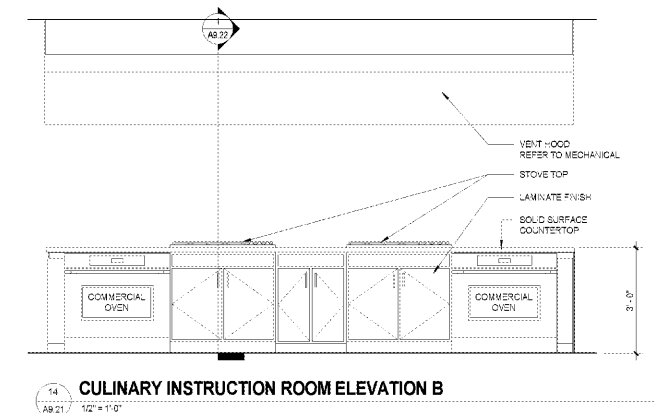 1
A9.22
VENT HOOD
REFER TO MECHANICAL
STOVE TOP
LAMINATE FINISH
SOLID SURFACE
COUNTERTOP
COMMERCIAL
OVEN
COMMERCIAL
OVEN
3' - 0"
14
A9.21
CULINARY INSTRUCTION ROOM ELEVATION B
1/2" = 1'-0"